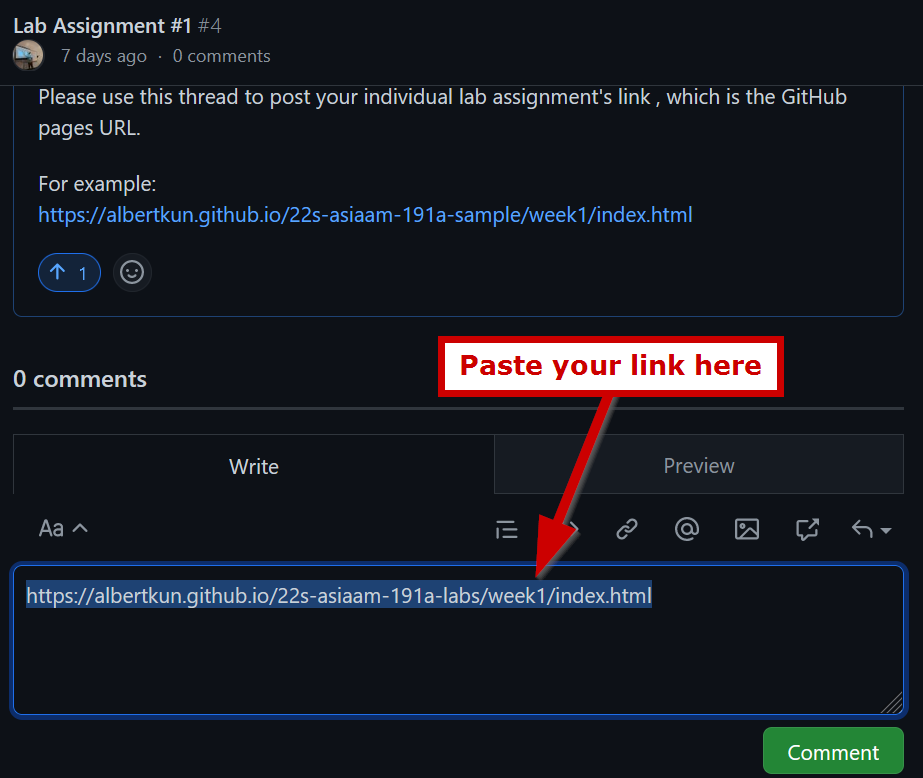 Lab Assignment #1 #4
7 days ago · 0 comments
Please use this thread to post your individual lab assignment's link , which is the GitHub
pages URL.
For example:
https://albertkun.github.io/22s-asiaam-191a-sample/week1/index.html
1
Paste your link here
0 comments
Write
Preview
Aa
https://albertkun.github.io/22s-asiaam-191a-labs/week1/index.html
Comment